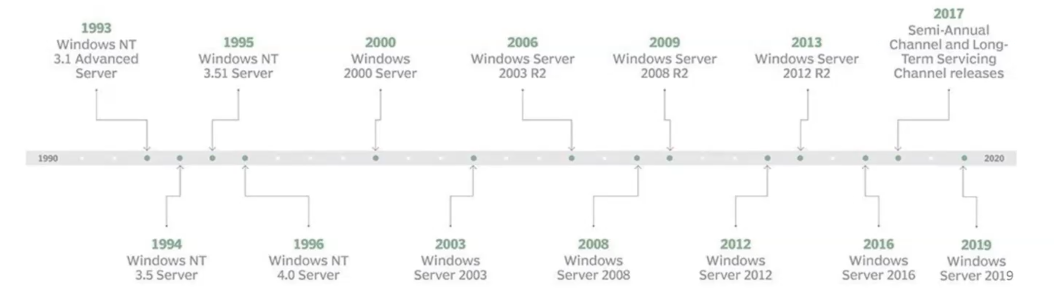 1993
Windows NT
3.1 Advanced
Server
1995
Windows NT
3.51 Server
2000
Windows
2000 Server
2006
Windows Server
2003 R2
2009
Windows Server
2008 R2
2013
Windows Server
2012 R2
2017
Semi-Annual
Channel and Long-
Term Servicing
Channel releases
1990
2020
1994
Windows NT
3.5 Server
1996
Windows NT
4.0 Server
2003
Windows
Server 2003
2008
Windows
Server 2008
2012
Windows
Server 2012
2016
Windows
Server 2016
2019
Windows
Server 2019